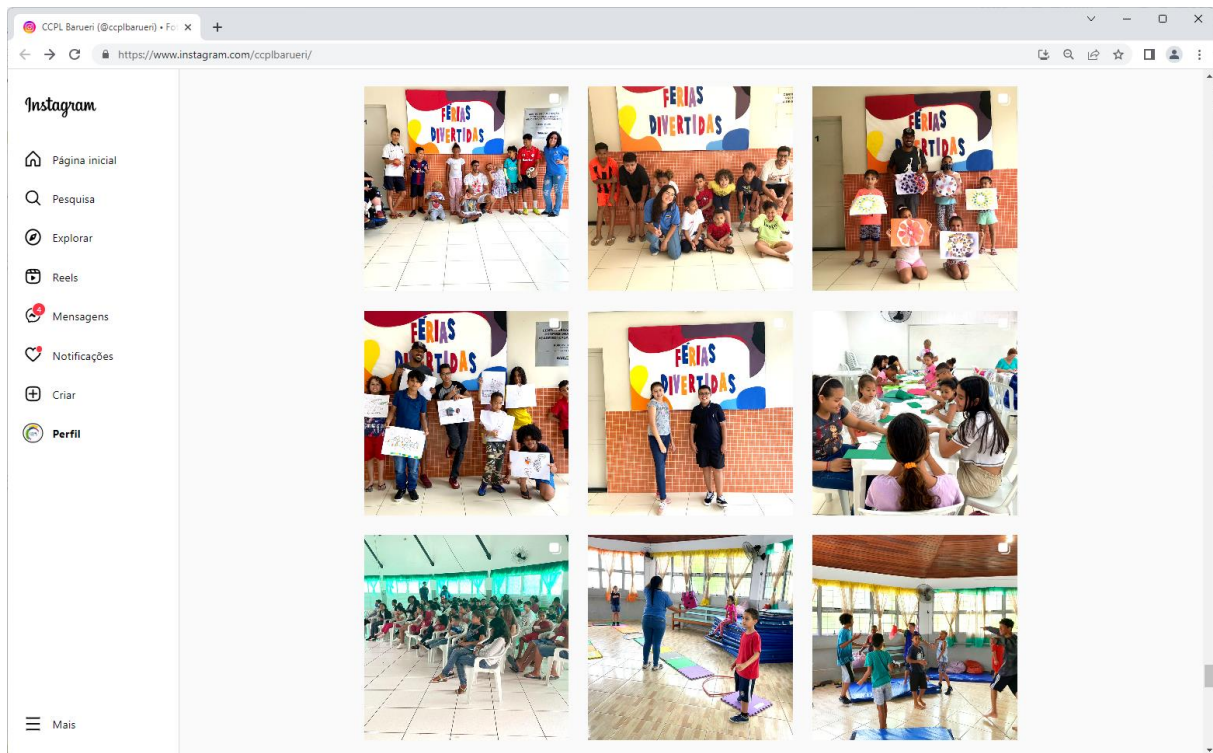 CCPL Barueri (@ccplbarueri) • Fo
https://www.instagram.com/ccplbarueri/
Instagram
Página inicial
Pesquisa
Explorar
Reels
4
Mensagens
Notificações
Criar
Perfil
Mais
FÉRIAS
DIVERTIDAS
FÉRIAS
DIVERTIDAS
FÉRIAS
FÉRIAS
DIVERTIDAS
FÉRIAS
DIVERTIDAS